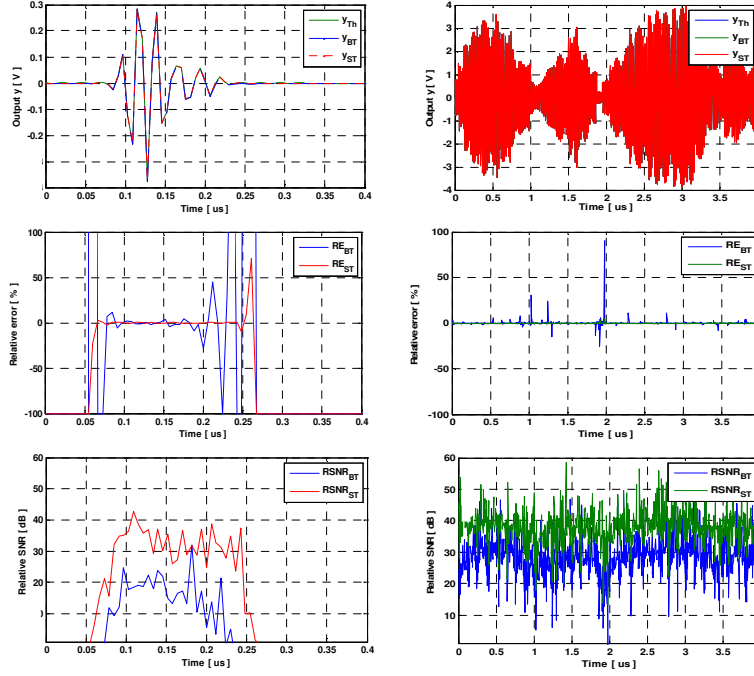 0.3
0.2
0.1
0
-0.1
-0.2
0 0.05 0.1 0.15 0.2 0.25 0.3 0.35 0.4
Time [ us ]
Output y [ V ]
y_Th
y_BT
y_ST
4
3
2
1
0
-1
-2
-3
-4
0 0.5 1 1.5 2 2.5 3 3.5
Time [ us ]
Output y [ V ]
y_Th
y_BT
y_ST
100
50
0
-50
-100
0 0.05 0.1 0.15 0.2 0.25 0.3 0.35 0.4
Time [ us ]
Relative error [ % ]
RE_BT
RE_ST
100
50
0
-50
-100
0 0.5 1 1.5 2 2.5 3 3.5
Time [ us ]
Relative error [ % ]
RE_BT
RE_ST
60
50
40
30
20
1
0 0.05 0.1 0.15 0.2 0.25 0.3 0.35 0.4
Time [ us ]
Relative SNR [ dB ]
RSNR_BT
RSNR_ST
60
50
40
30
20
10
0 0.5 1 1.5 2 2.5 3 3.5
Time [ us ]
Relative SNR [ dB ]
RSNR_BT
RSNR_ST